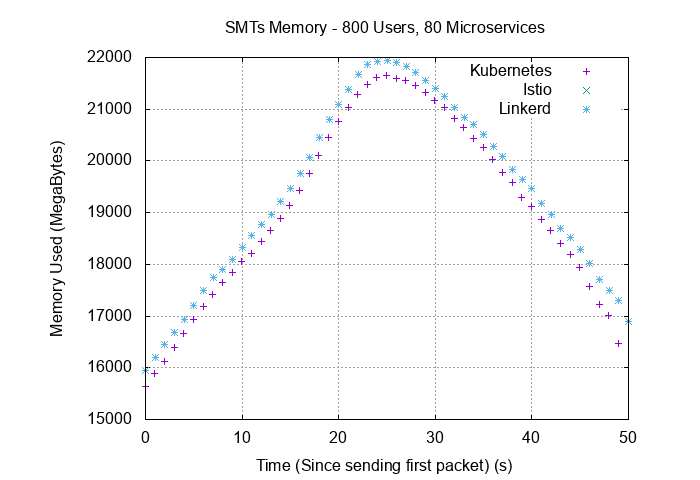 SMTs Memory - 800 Users, 80 Microservices
Kubernetes
Istio
Linkerd
Memory Used (MegaBytes)
22000
21000
20000
19000
18000
17000
16000
15000
0 10 20 30 40 50
Time (Since sending first packet) (s)